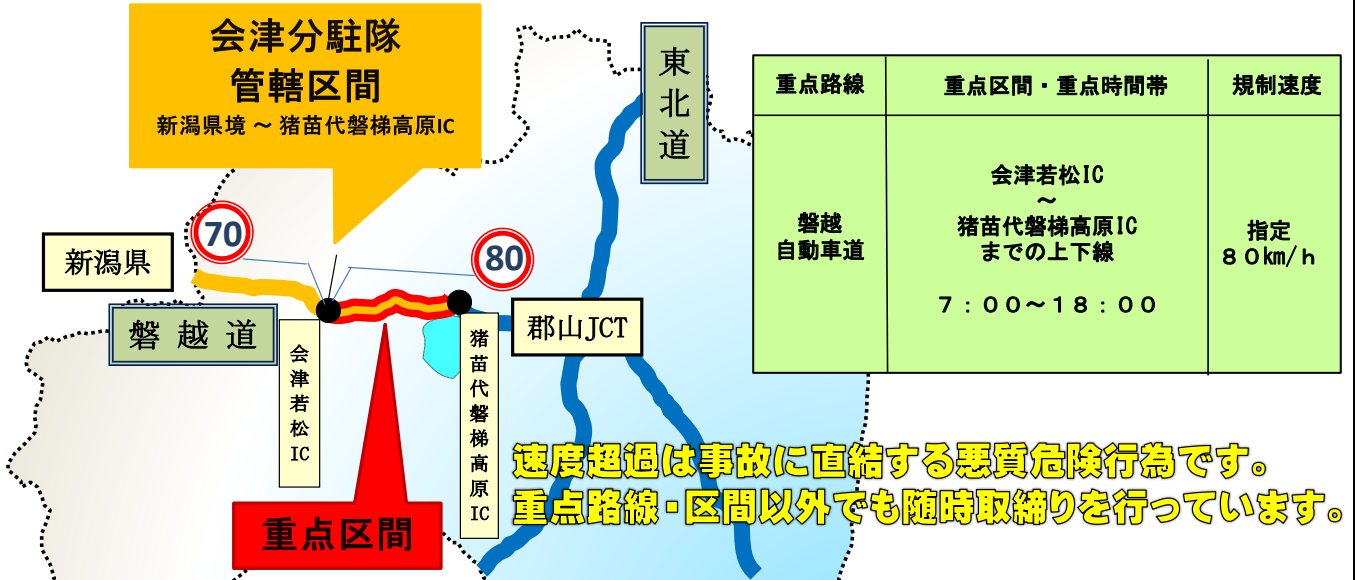 会津分駐隊
管轄区間
新潟県境 ～ 猪苗代磐梯高原IC
東北道
70
80
新潟県
磐越道
郡山JCT
会津若松IC
猪苗代磐梯高原IC
重点区間
重点路線
重点区間・重点時間帯
規制速度
磐越
自動車道
会津若松IC
～
猪苗代磐梯高原IC
までの上下線
７：００～１８：００
指定
８０㎞/ｈ
速度超過は事故に直結する悪質危険行為です。
重点路線・区間以外でも随時取締りを行っています。